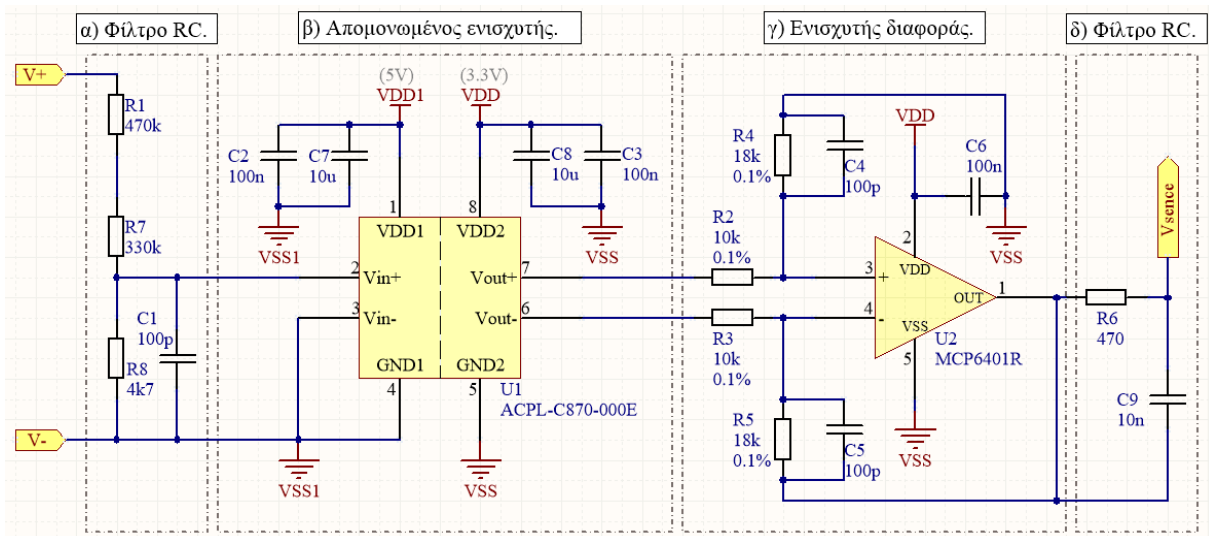 α) Φίλτρο RC.
β) Απομονωμένος ενισχυτής.
γ) Ενισχυτής διαφοράς.
δ) Φίλτρο RC.
V+
R1
470k
R7
330k
C1
100p
R8
4k7
V-
(5V)
VDD1
(3.3V)
VDD
C2
100n
C7
10u
C8
10u
C3
100n
VSS1
VSS
1
8
VDD1
VDD2
2
Vin+
Vout+
7
3
Vin-
Vout-
6
GND1
GND2
4
5
U1
ACPL-C870-000E
VSS1
VSS
R4
18k
0.1%
C4
100p
VDD
C6
100n
VSS
R2
10k
0.1%
R3
10k
0.1%
2
VDD
3
+
4
-
OUT
1
VSS
5
U2
MCP6401R
VSS
R5
18k
0.1%
C5
100p
R6
470
C9
10n
Vsence